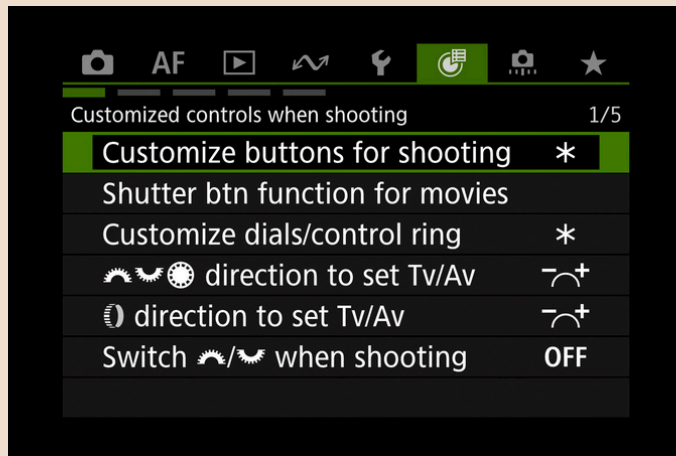 AF
Customized controls when shooting 1/5
Customize buttons for shooting *
Shutter btn function for movies
Customize dials/control ring *
direction to set Tv/Av -+
direction to set Tv/Av -+
Switch / when shooting OFF